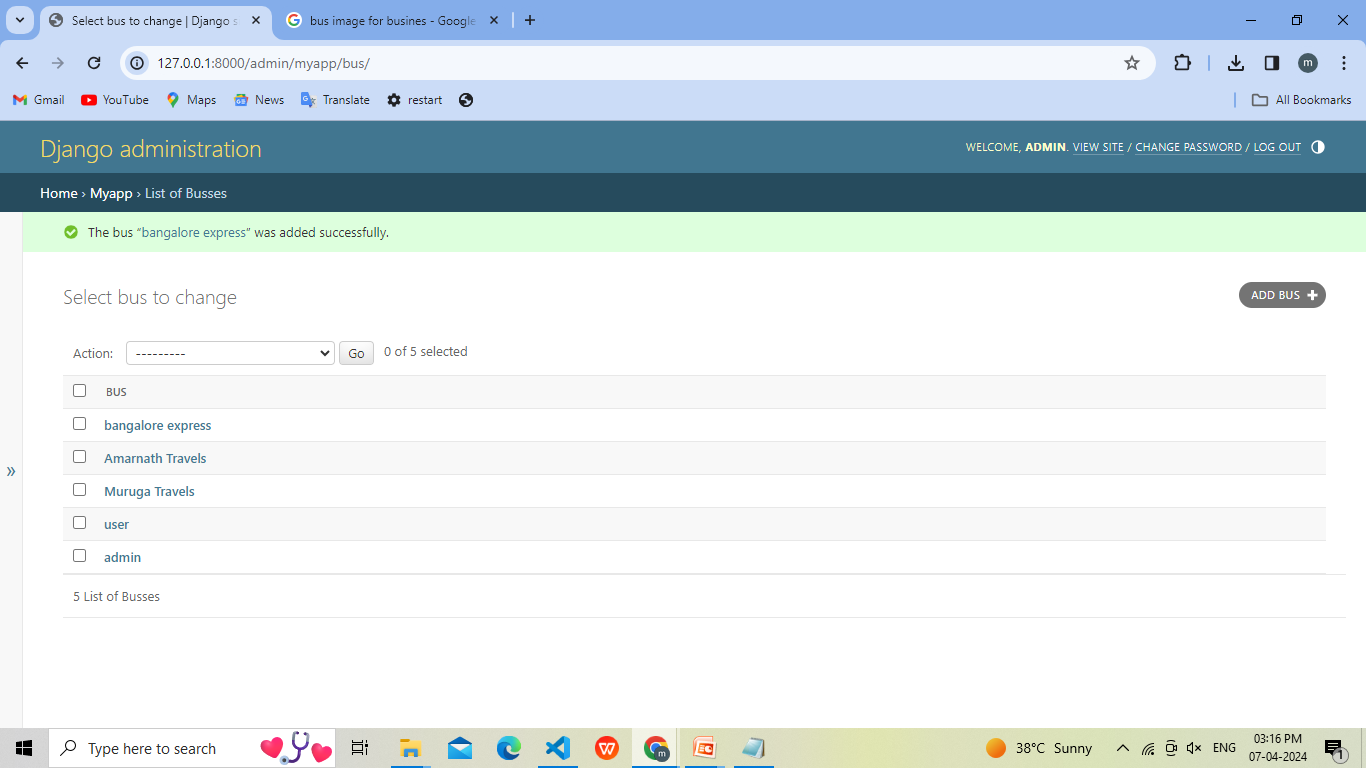 Select bus to change | Django s
bus image for busines - Google
127.0.0.1:8000/admin/myapp/bus/
m
Gmail
YouTube
Maps
News
Translate
restart
All Bookmarks
Django administration
WELCOME, ADMIN. VIEW SITE / CHANGE PASSWORD / LOG OUT
Home › Myapp › List of Busses
The bus “bangalore express” was added successfully.
Select bus to change
ADD BUS
Action: --------- Go 0 of 5 selected
BUS
bangalore express
Amarnath Travels
Muruga Travels
user
admin
5 List of Busses
Type here to search
38°C Sunny
ENG
03:16 PM
07-04-2024
1